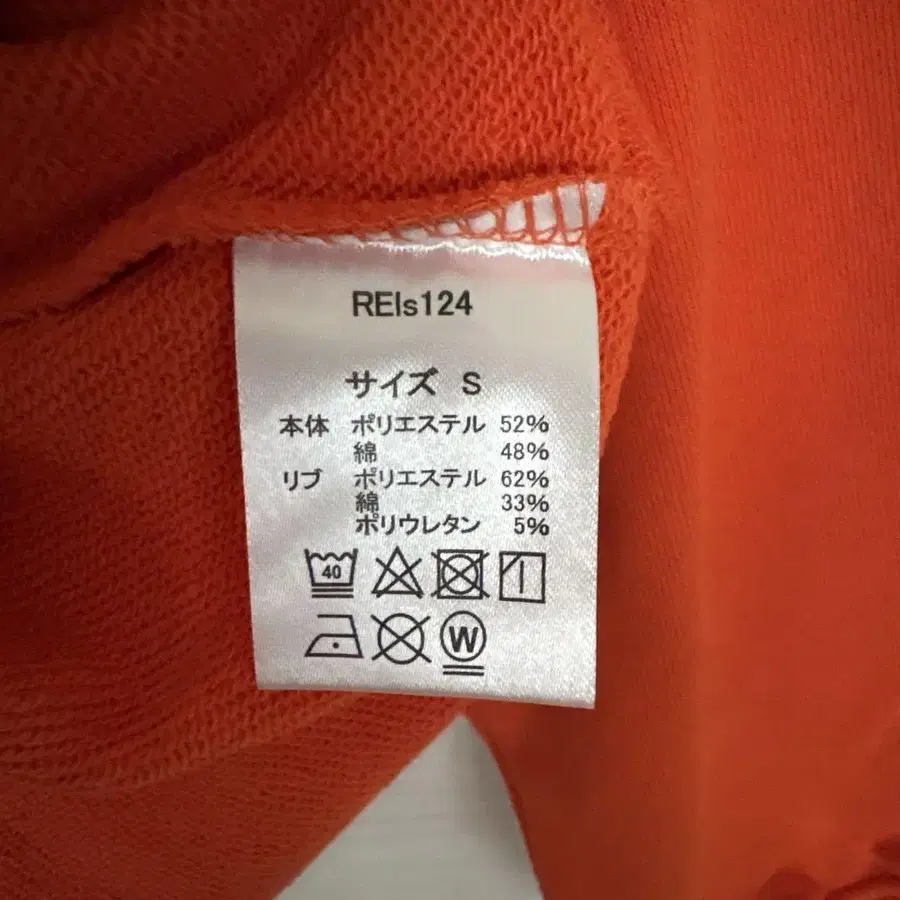 REIs124
サイズ S
本体 ポリエステル 52%
綿 48%
リブ ポリエステル 62%
綿 33%
ポリウレタン 5%
40
W